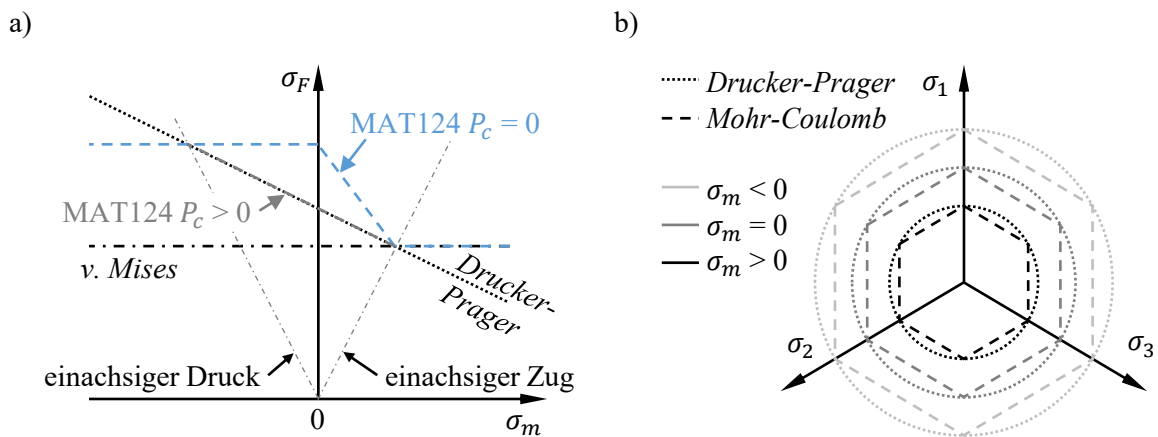 a)
σ_F
MAT124 P_c = 0
MAT124 P_c > 0
v. Mises
Drucker-
Prager
einachsiger Druck
einachsiger Zug
0
σ_m
b)
Drucker-Prager
Mohr-Coulomb
σ_m < 0
σ_m = 0
σ_m > 0
σ_1
σ_2
σ_3